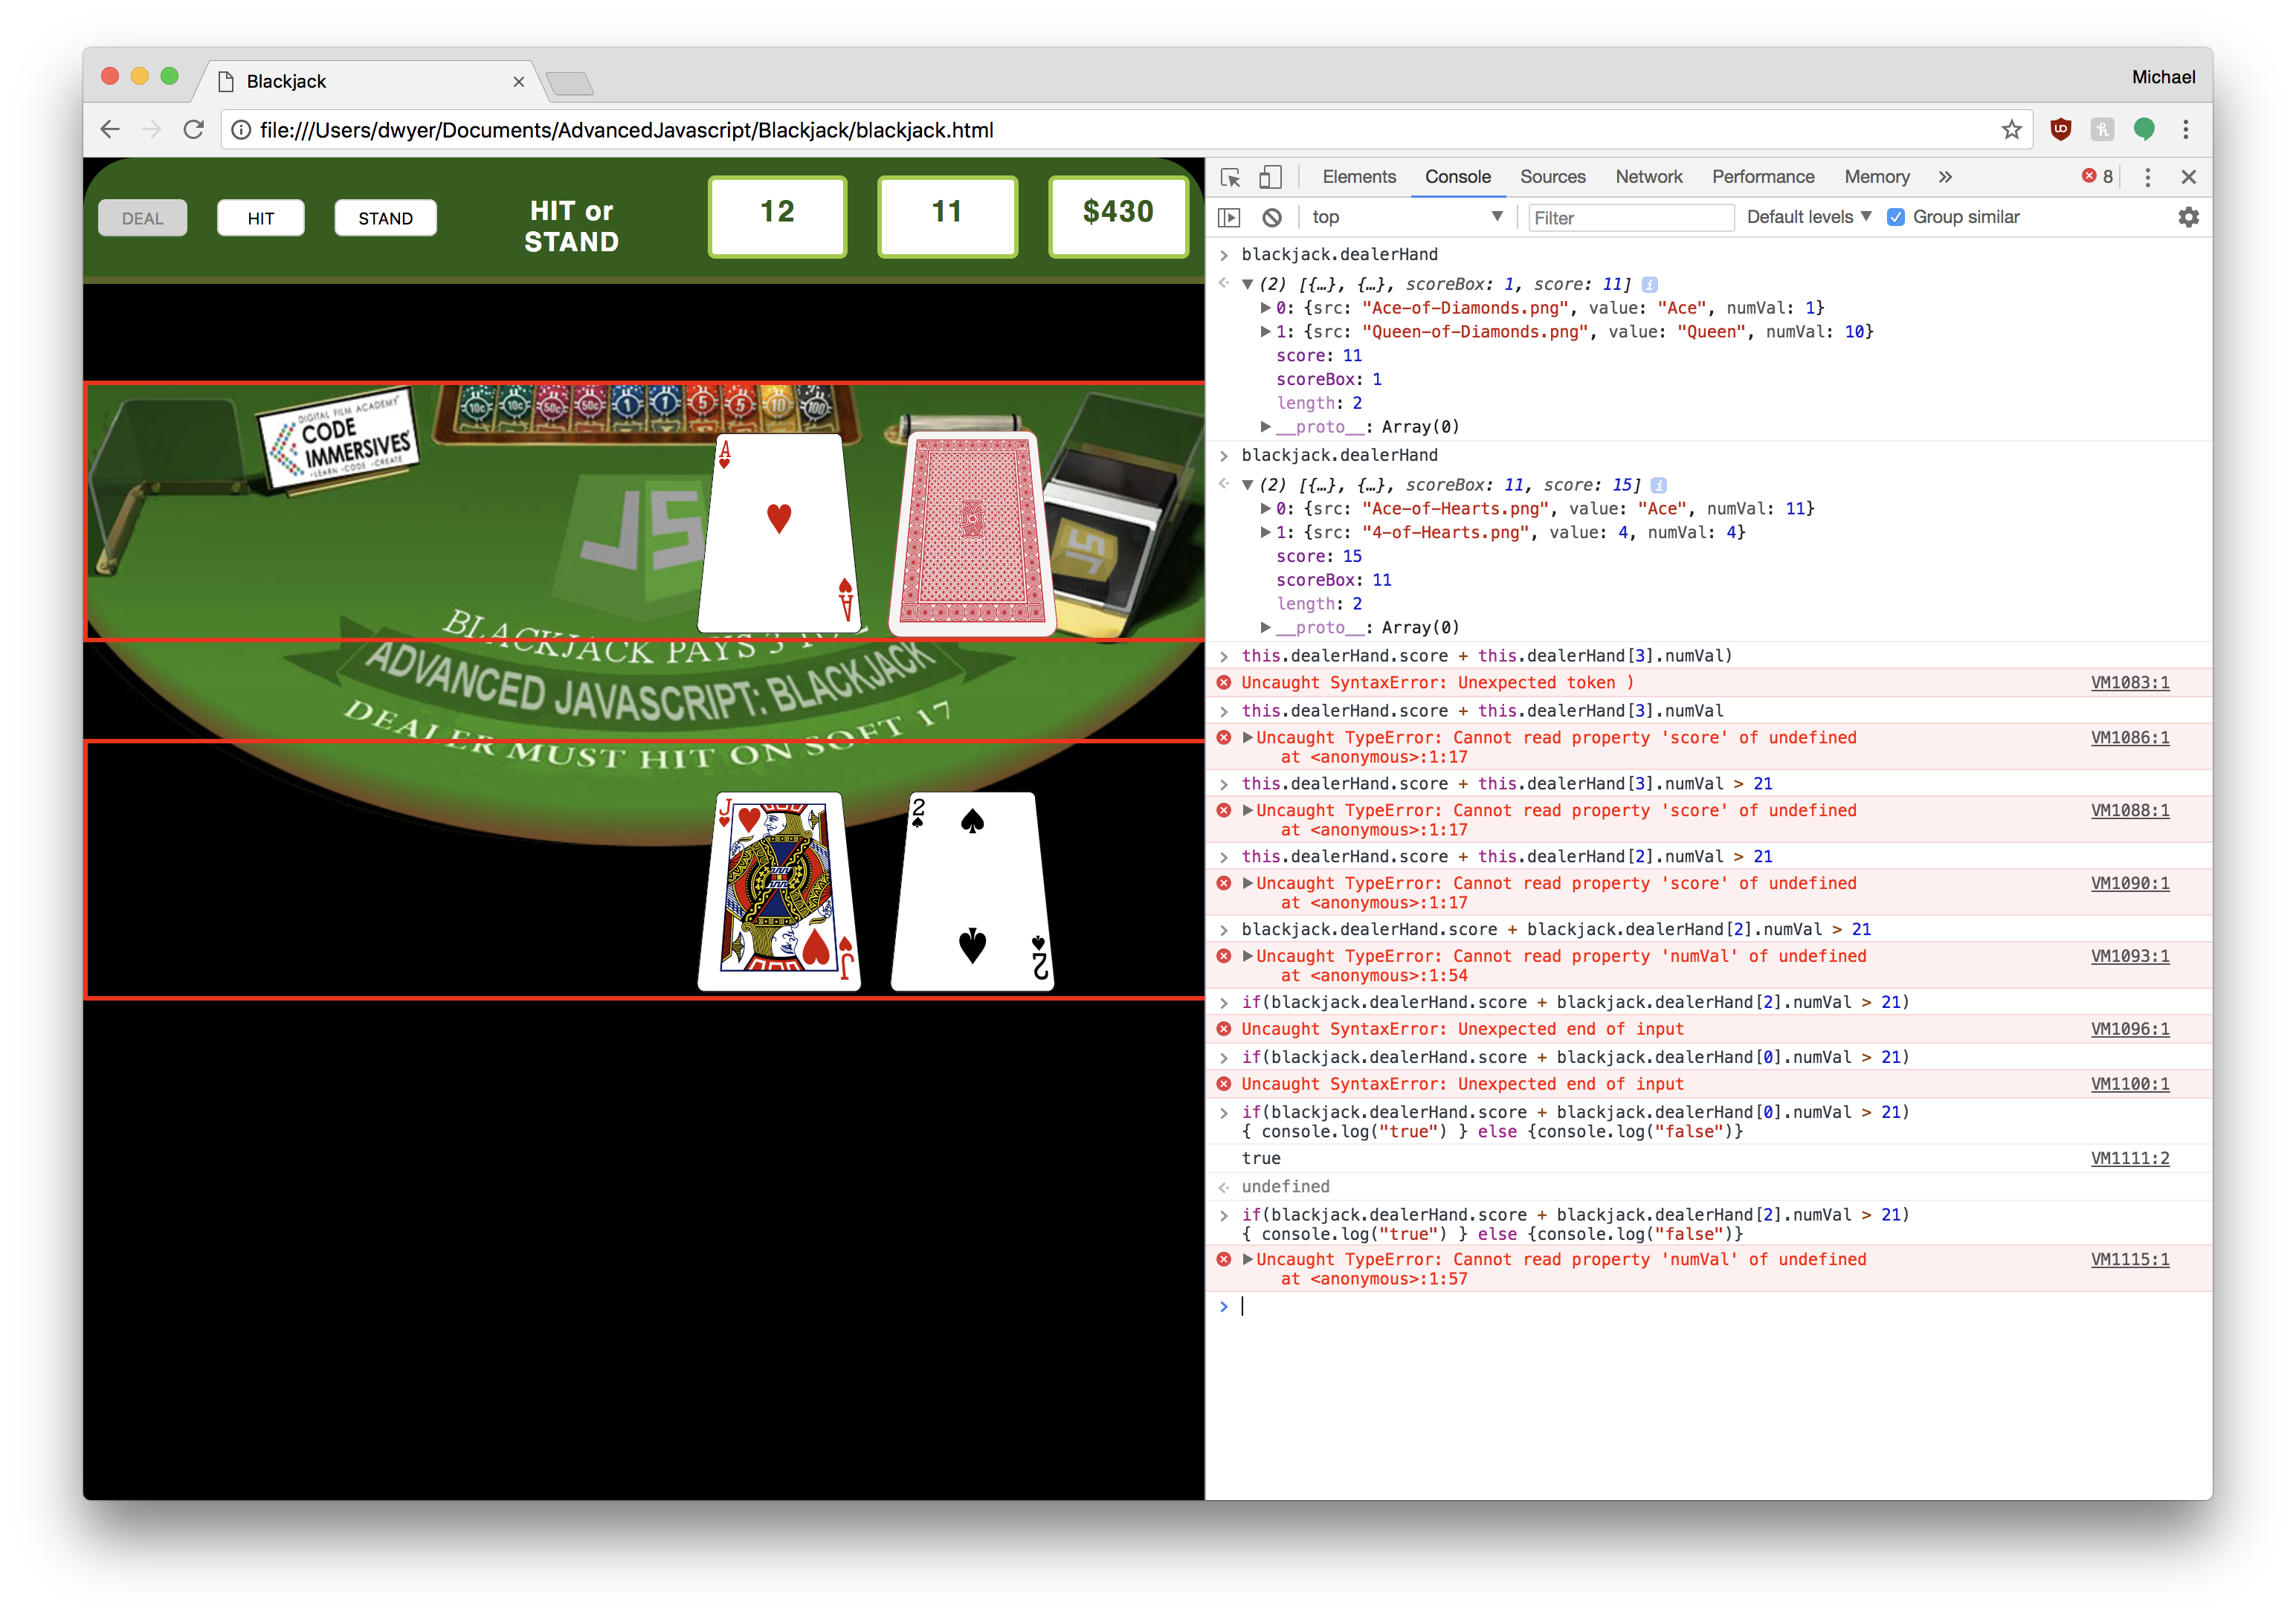 Blackjack
Michael
file:///Users/dwyer/Documents/AdvancedJavascript/Blackjack/blackjack.html
DEAL
HIT
STAND
HIT or
STAND
12
11
$430
DIGITAL FILM ACADEMY
CODE
IMMERSIVES
LEARN · CODE · CREATE
10c
10c
50c
50c
1
1
5
5
10
100
JS
JS
A
A
BLACKJACK PAYS 3
ADVANCED JAVASCRIPT: BLACKJACK
DEALER MUST HIT ON SOFT 17
J
J
2
2
Elements
Console
Sources
Network
Performance
Memory
8
top
Filter
Default levels
Group similar
blackjack.dealerHand
(2) [{…}, {…}, scoreBox: 1, score: 11]
0: {src: "Ace-of-Diamonds.png", value: "Ace", numVal: 1}
1: {src: "Queen-of-Diamonds.png", value: "Queen", numVal: 10}
score: 11
scoreBox: 1
length: 2
__proto__: Array(0)
blackjack.dealerHand
(2) [{…}, {…}, scoreBox: 11, score: 15]
0: {src: "Ace-of-Hearts.png", value: "Ace", numVal: 11}
1: {src: "4-of-Hearts.png", value: 4, numVal: 4}
score: 15
scoreBox: 11
length: 2
__proto__: Array(0)
this.dealerHand.score + this.dealerHand[3].numVal)
Uncaught SyntaxError: Unexpected token ) VM1083:1
this.dealerHand.score + this.dealerHand[3].numVal
Uncaught TypeError: Cannot read property 'score' of undefined VM1086:1
at <anonymous>:1:17
this.dealerHand.score + this.dealerHand[3].numVal > 21
Uncaught TypeError: Cannot read property 'score' of undefined VM1088:1
at <anonymous>:1:17
this.dealerHand.score + this.dealerHand[2].numVal > 21
Uncaught TypeError: Cannot read property 'score' of undefined VM1090:1
at <anonymous>:1:17
blackjack.dealerHand.score + blackjack.dealerHand[2].numVal > 21
Uncaught TypeError: Cannot read property 'numVal' of undefined VM1093:1
at <anonymous>:1:54
if(blackjack.dealerHand.score + blackjack.dealerHand[2].numVal > 21)
Uncaught SyntaxError: Unexpected end of input VM1096:1
if(blackjack.dealerHand.score + blackjack.dealerHand[0].numVal > 21)
Uncaught SyntaxError: Unexpected end of input VM1100:1
if(blackjack.dealerHand.score + blackjack.dealerHand[0].numVal > 21)
{ console.log("true") } else {console.log("false")}
true VM1111:2
undefined
if(blackjack.dealerHand.score + blackjack.dealerHand[2].numVal > 21)
{ console.log("true") } else {console.log("false")}
Uncaught TypeError: Cannot read property 'numVal' of undefined VM1115:1
at <anonymous>:1:57